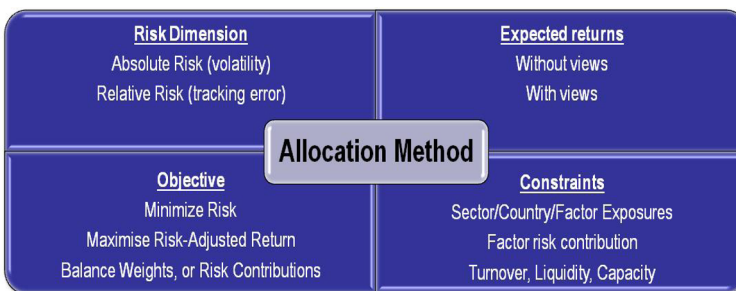 Risk Dimension
Absolute Risk (volatility)
Relative Risk (tracking error)
Expected returns
Without views
With views
Allocation Method
Objective
Minimize Risk
Maximise Risk-Adjusted Return
Balance Weights, or Risk Contributions
Constraints
Sector/Country/Factor Exposures
Factor risk contribution
Turnover, Liquidity, Capacity